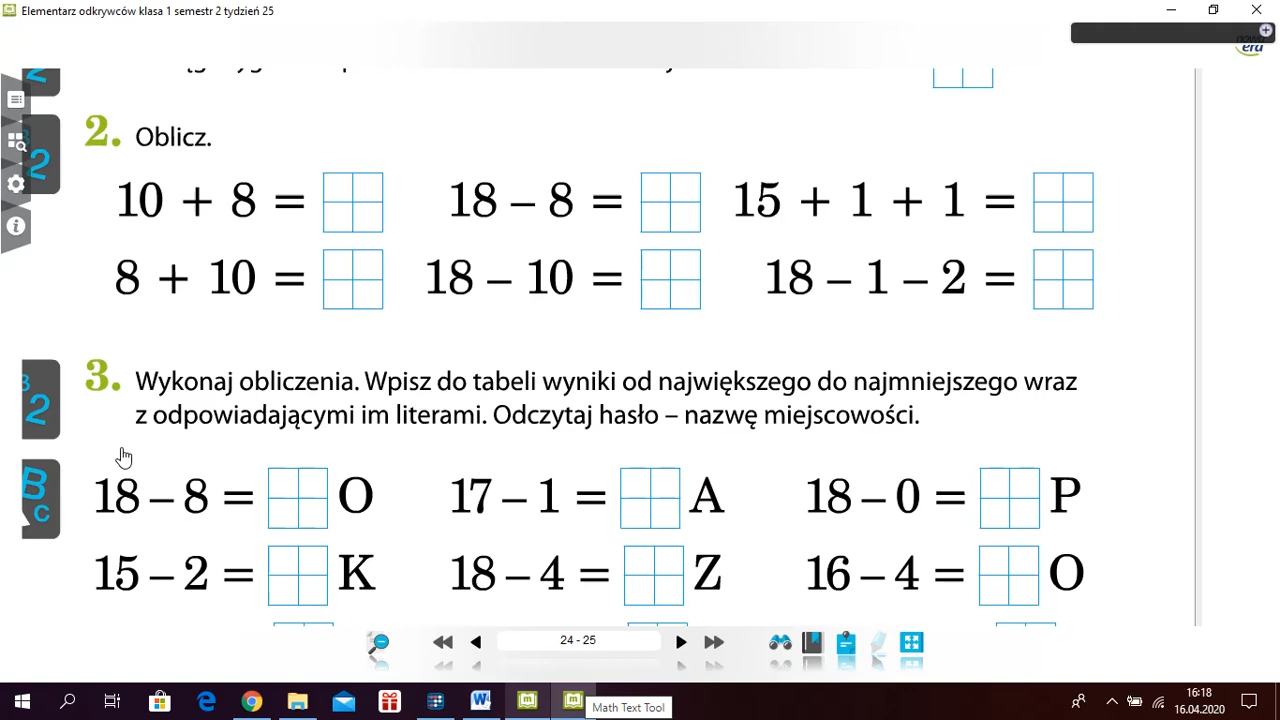 Elementarz odkrywców klasa 1 semestr 2 tydzień 25
nowa era
2. Oblicz.
10 + 8 = 18 – 8 = 15 + 1 + 1 =
8 + 10 = 18 – 10 = 18 – 1 – 2 =
3. Wykonaj obliczenia. Wpisz do tabeli wyniki od największego do najmniejszego wraz
z odpowiadającymi im literami. Odczytaj hasło – nazwę miejscowości.
18 – 8 = O 17 – 1 = A 18 – 0 = P
15 – 2 = K 18 – 4 = Z 16 – 4 = O
24 - 25
Math Text Tool
16:18
16.04.2020